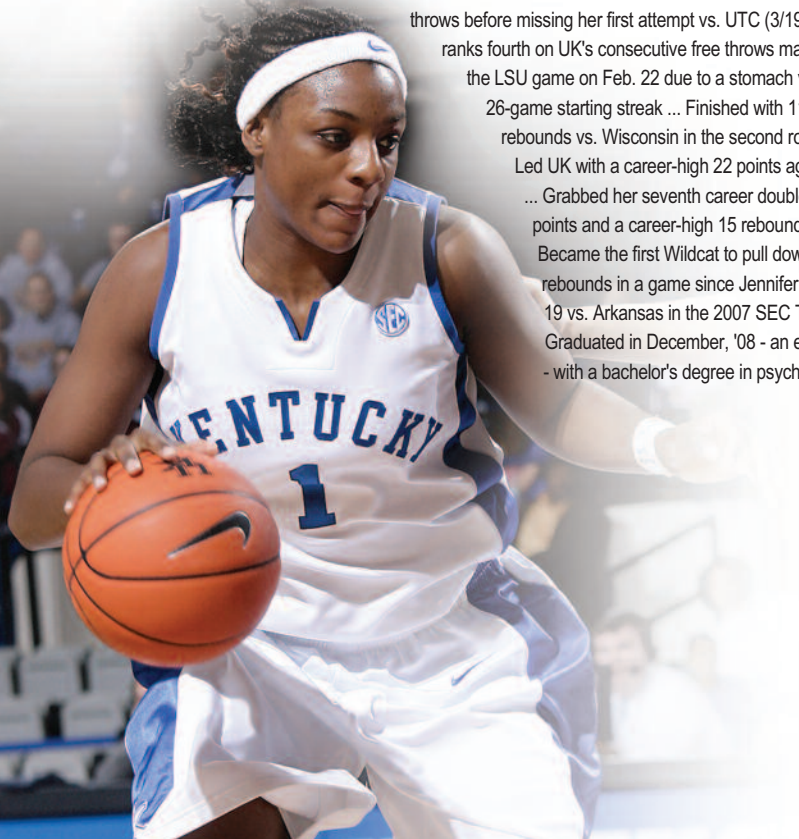 throws before missing her first attempt vs. UTC (3/19
ranks fourth on UK's consecutive free throws ma
the LSU game on Feb. 22 due to a stomach
26-game starting streak ... Finished with 1
rebounds vs. Wisconsin in the second ro
Led UK with a career-high 22 points ag
... Grabbed her seventh career doubl
points and a career-high 15 rebound
Became the first Wildcat to pull dow
rebounds in a game since Jennifer
19 vs. Arkansas in the 2007 SEC T
Graduated in December, '08 - an e
- with a bachelor's degree in psych
SEC
KENTUCKY
1